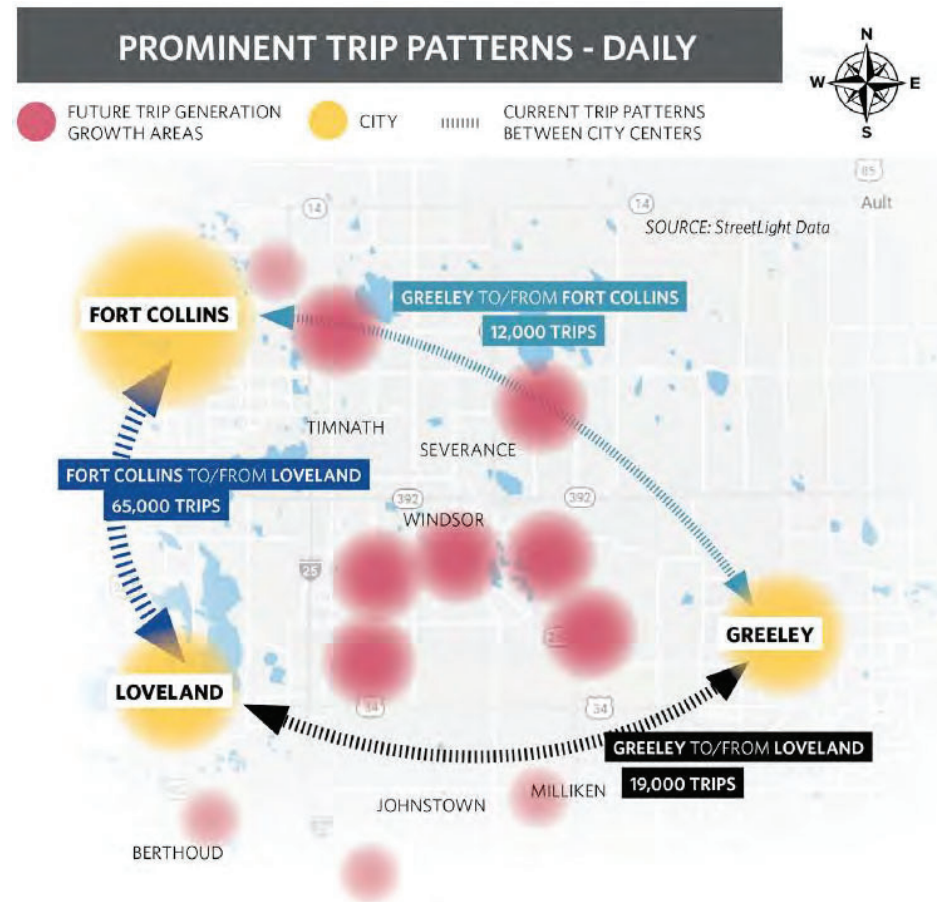 PROMINENT TRIP PATTERNS - DAILY
N
W E
S
FUTURE TRIP GENERATION
GROWTH AREAS
CITY
CURRENT TRIP PATTERNS
BETWEEN CITY CENTERS
85
14
14
Ault
SOURCE: StreetLight Data
GREELEY TO/FROM FORT COLLINS
12,000 TRIPS
FORT COLLINS
TIMNATH
SEVERANCE
FORT COLLINS TO/FROM LOVELAND
65,000 TRIPS
392
392
WINDSOR
25
GREELEY
LOVELAND
34
34
GREELEY TO/FROM LOVELAND
19,000 TRIPS
MILLIKEN
JOHNSTOWN
BERTHOUD